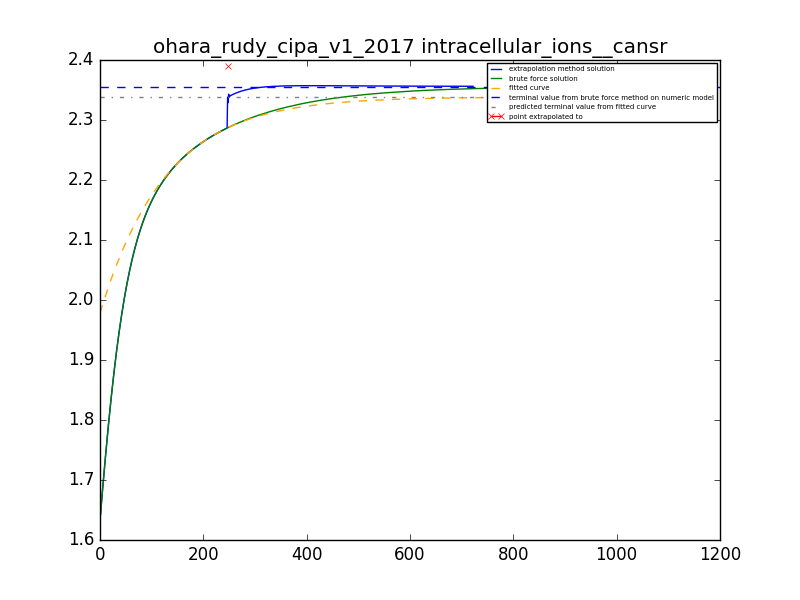 ohara_rudy_cipa_v1_2017 intracellular_ions__cansr
2.4
2.3
2.2
2.1
2.0
1.9
1.8
1.7
1.6
extrapolation method solution
brute force solution
fitted curve
terminal value from brute force method on numeric model
predicted terminal value from fitted curve
point extrapolated to
0 200 400 600 800 1000 1200